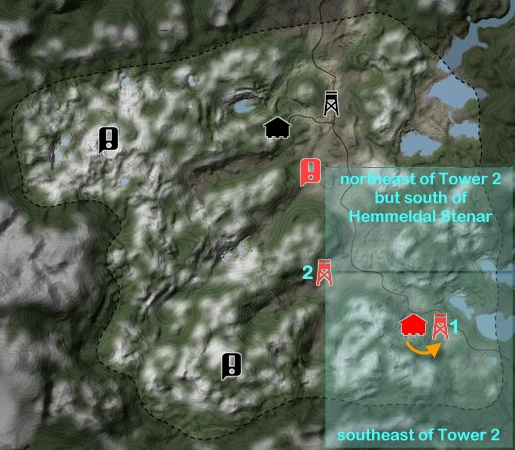 northeast of Tower 2
but south of
Hemmeldal Stenar
2
1
southeast of Tower 2